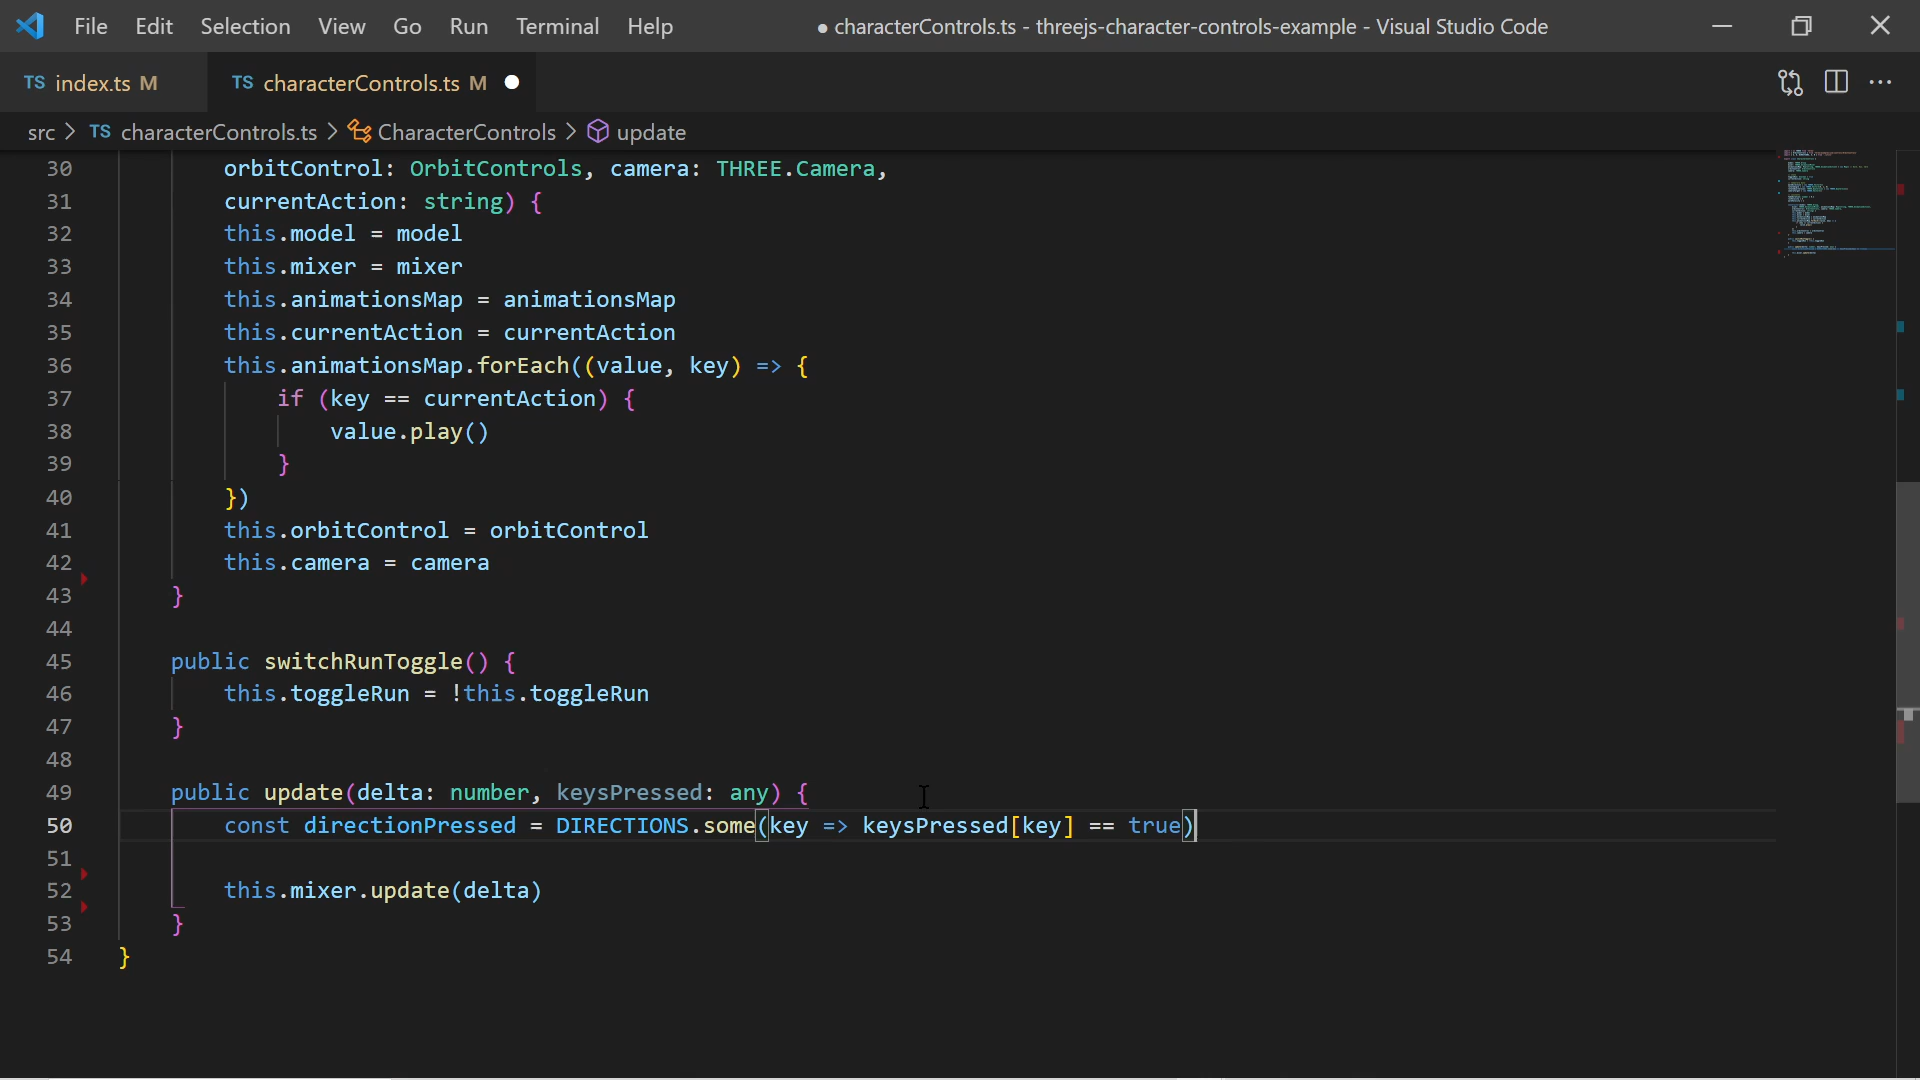 File Edit Selection View Go Run Terminal Help ● characterControls.ts - threejs-character-controls-example - Visual Studio Code
TS index.ts M TS characterControls.ts M
src > TS characterControls.ts > CharacterControls > update
30 orbitControl: OrbitControls, camera: THREE.Camera,
31 currentAction: string) {
32 this.model = model
33 this.mixer = mixer
34 this.animationsMap = animationsMap
35 this.currentAction = currentAction
36 this.animationsMap.forEach((value, key) => {
37 if (key == currentAction) {
38 value.play()
39 }
40 })
41 this.orbitControl = orbitControl
42 this.camera = camera
43 }
44
45 public switchRunToggle() {
46 this.toggleRun = !this.toggleRun
47 }
48
49 public update(delta: number, keysPressed: any) {
50 const directionPressed = DIRECTIONS.some(key => keysPressed[key] == true)
51
52 this.mixer.update(delta)
53 }
54 }